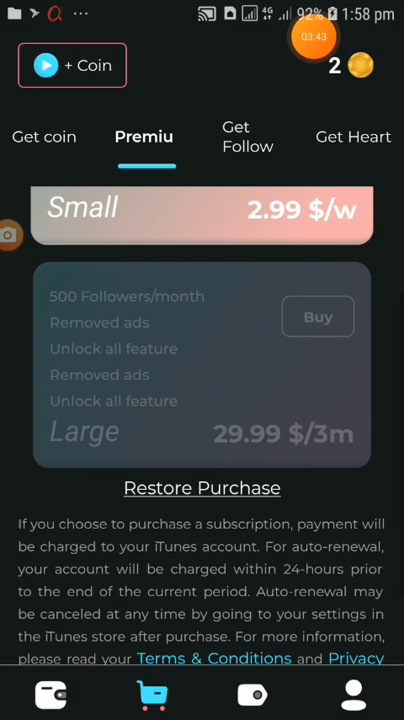 92% 1:58 pm
4G
03:43
+ Coin
2
Get coin
Premiu
Get
Follow
Get Heart
Small
2.99 $/w
500 Followers/month
Removed ads
Buy
Unlock all feature
Removed ads
Unlock all feature
Large
29.99 $/3m
Restore Purchase
If you choose to purchase a subscription, payment will
be charged to your iTunes account. For auto-renewal,
your account will be charged within 24-hours prior
to the end of the current period. Auto-renewal may
be canceled at any time by going to your settings in
the iTunes store after purchase. For more information,
please read your Terms & Conditions and Privacy